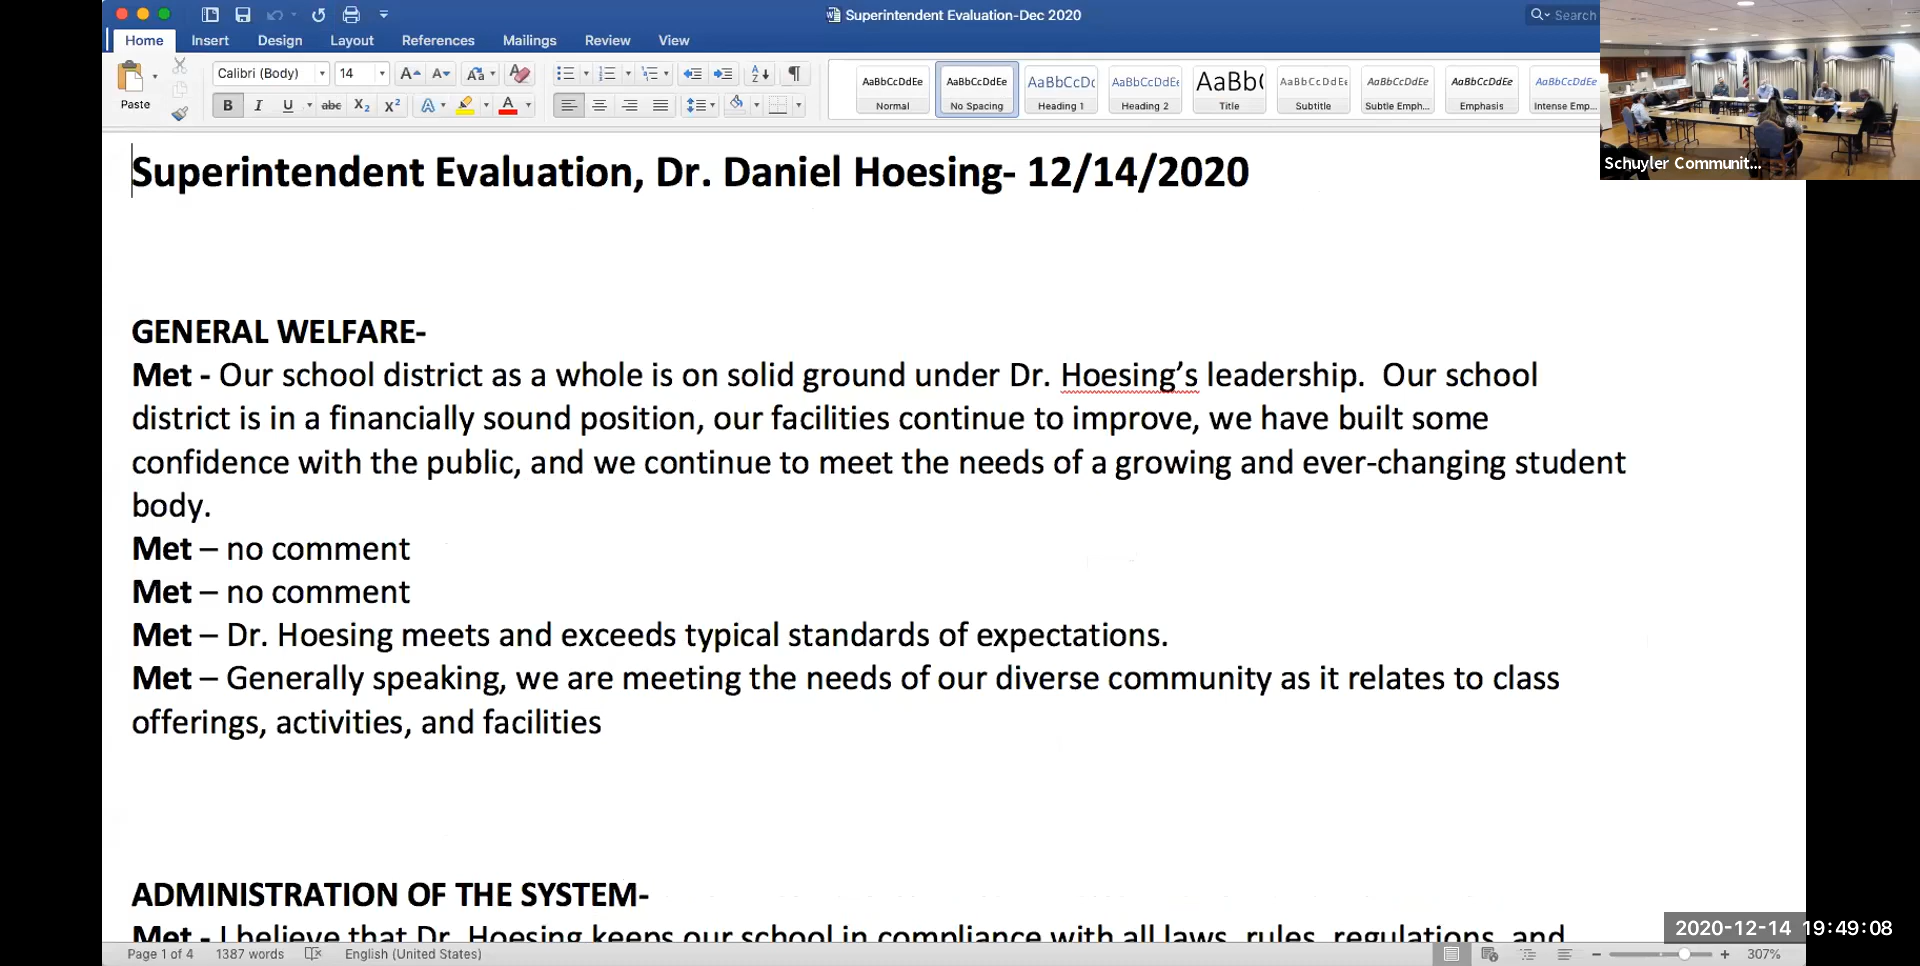 Superintendent Evaluation-Dec 2020
Search
Home Insert Design Layout References Mailings Review View
Paste
Calibri (Body) 14
AaBbCcDdEe AaBbCcDdEe AaBbCcDc AaBbCcDdEe AaBb( AaBbCcDdEe AaBbCcDdEe AaBbCcDdEe AaBbCcDdEe
Normal No Spacing Heading 1 Heading 2 Title Subtitle Subtle Emph... Emphasis Intense Emp...
B I U abc X₂ X² A A
Schuyler Communit...
Superintendent Evaluation, Dr. Daniel Hoesing- 12/14/2020
GENERAL WELFARE-
Met - Our school district as a whole is on solid ground under Dr. Hoesing’s leadership.  Our school
district is in a financially sound position, our facilities continue to improve, we have built some
confidence with the public, and we continue to meet the needs of a growing and ever-changing student
body.
Met – no comment
Met – no comment
Met – Dr. Hoesing meets and exceeds typical standards of expectations.
Met – Generally speaking, we are meeting the needs of our diverse community as it relates to class
offerings, activities, and facilities
ADMINISTRATION OF THE SYSTEM-
Met - I believe that Dr. Hoesing keeps our school in compliance with all laws, rules, regulations, and
2020-12-14 19:49:08
Page 1 of 4 1387 words English (United States) 307%